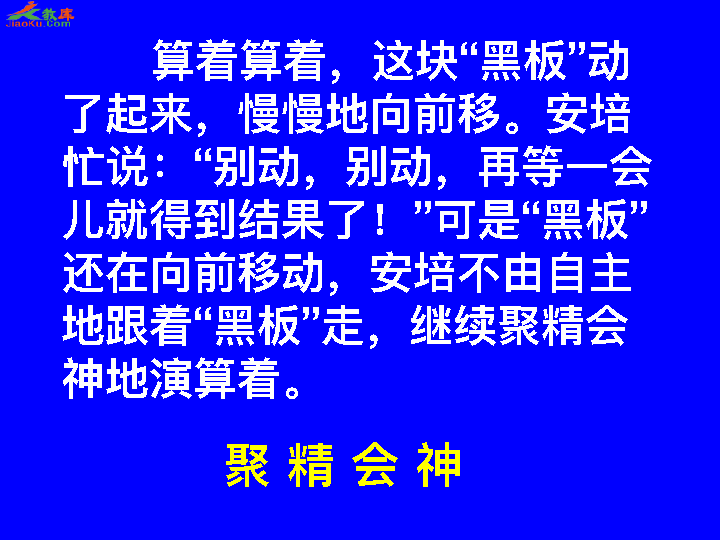 教库
JiaoKu.Com
算着算着，这块“黑板”动
了起来，慢慢地向前移。安培
忙说：“别动，别动，再等一会
儿就得到结果了！”可是“黑板”
还在向前移动，安培不由自主
地跟着“黑板”走，继续聚精会
神地演算着。
聚精会神